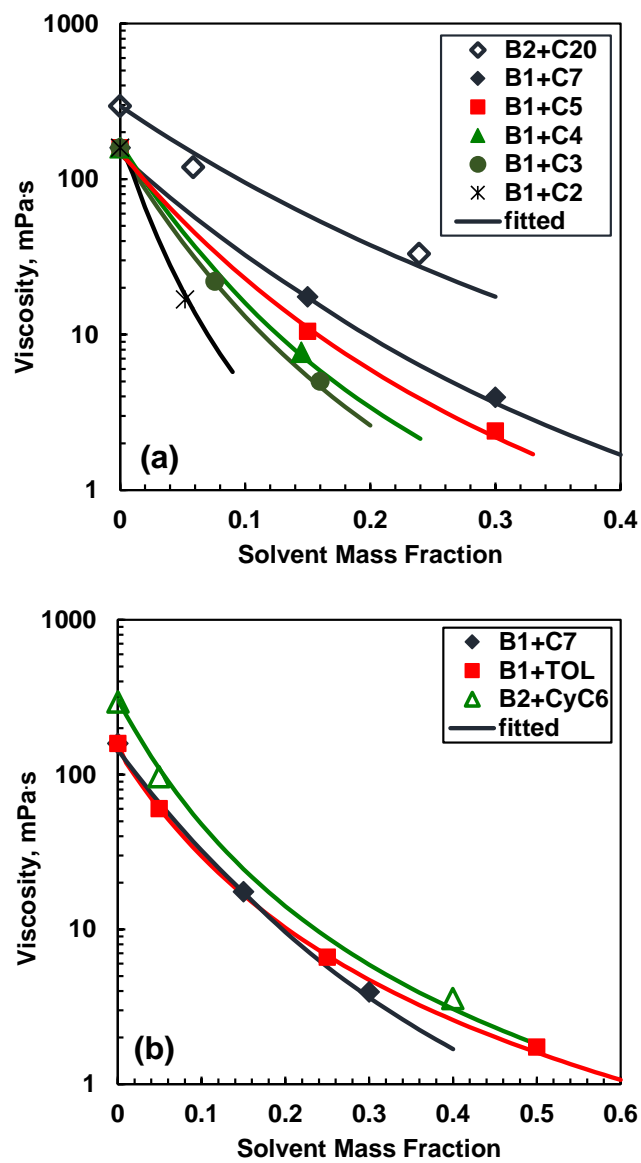 1000
100
10
1
Viscosity, mPa·s
B2+C20
B1+C7
B1+C5
B1+C4
B1+C3
B1+C2
fitted
(a)
0 0.1 0.2 0.3 0.4
Solvent Mass Fraction
1000
100
10
1
Viscosity, mPa·s
B1+C7
B1+TOL
B2+CyC6
fitted
(b)
0 0.1 0.2 0.3 0.4 0.5 0.6
Solvent Mass Fraction